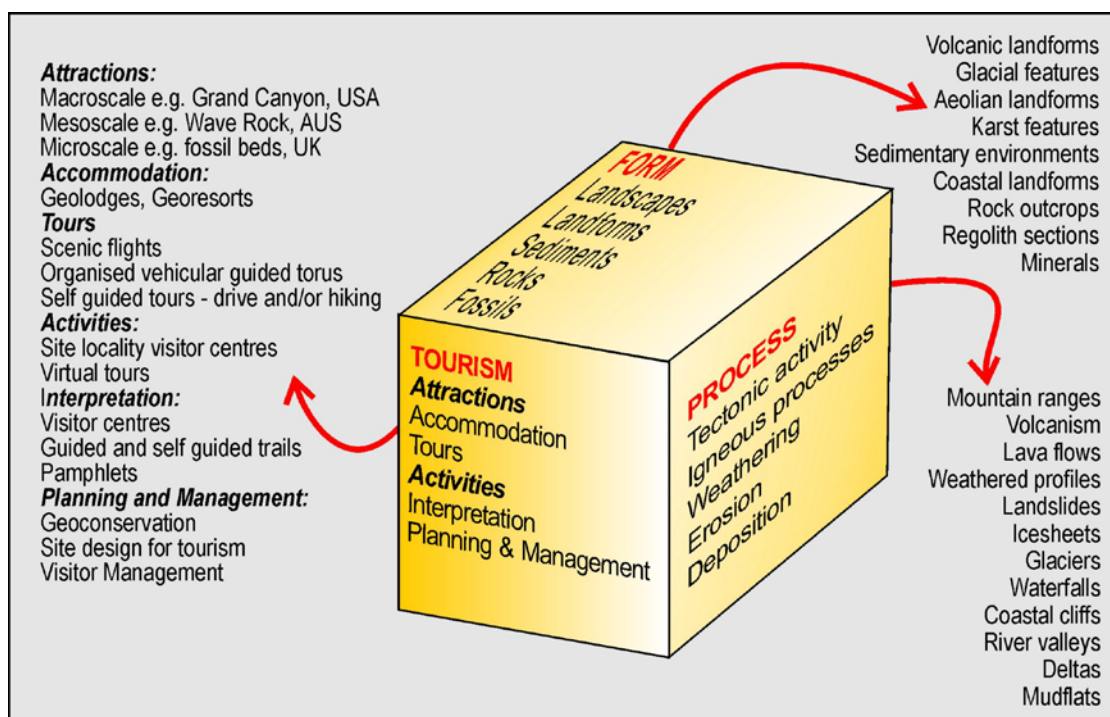 Attractions:
Macroscale e.g. Grand Canyon, USA
Mesoscale e.g. Wave Rock, AUS
Microscale e.g. fossil beds, UK
Accommodation:
Geolodges, Georesorts
Tours
Scenic flights
Organised vehicular guided torus
Self guided tours - drive and/or hiking
Activities:
Site locality visitor centres
Virtual tours
Interpretation:
Visitor centres
Guided and self guided trails
Pamphlets
Planning and Management:
Geoconservation
Site design for tourism
Visitor Management
FORM
Landscapes
Landforms
Sediments
Rocks
Fossils
TOURISM
Attractions
Accommodation
Tours
Activities
Interpretation
Planning & Management
PROCESS
Tectonic activity
Igneous processes
Weathering
Erosion
Deposition
Volcanic landforms
Glacial features
Aeolian landforms
Karst features
Sedimentary environments
Coastal landforms
Rock outcrops
Regolith sections
Minerals
Mountain ranges
Volcanism
Lava flows
Weathered profiles
Landslides
Icesheets
Glaciers
Waterfalls
Coastal cliffs
River valleys
Deltas
Mudflats